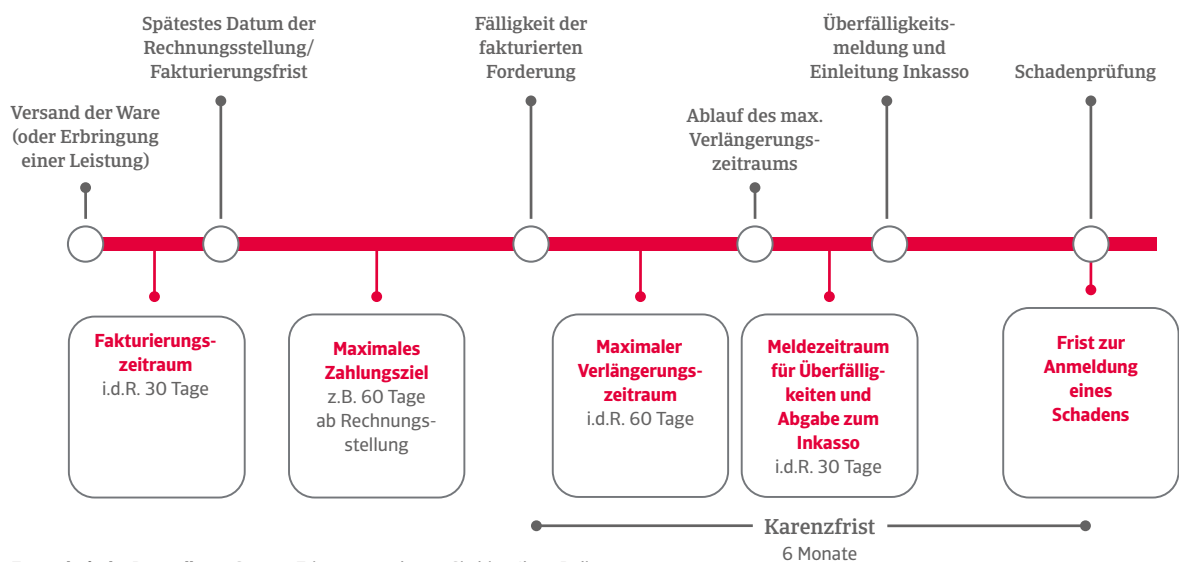 Spätestes Datum der
Rechnungsstellung/
Fakturierungsfrist
Fälligkeit der
fakturierten
Forderung
Überfälligkeits-
meldung und
Einleitung Inkasso
Schadenprüfung
Versand der Ware
(oder Erbringung
einer Leistung)
Ablauf des max.
Verlängerungs-
zeitraums
Fakturierungs-
zeitraum
i.d.R. 30 Tage
Maximales
Zahlungsziel
z.B. 60 Tage
ab Rechnungs-
stellung
Maximaler
Verlängerungs-
zeitraum
i.d.R. 60 Tage
Meldezeitraum
für Überfällig-
keiten und
Abgabe zum
Inkasso
i.d.R. 30 Tage
Frist zur
Anmeldung
eines
Schadens
Karenzfrist
6 Monate